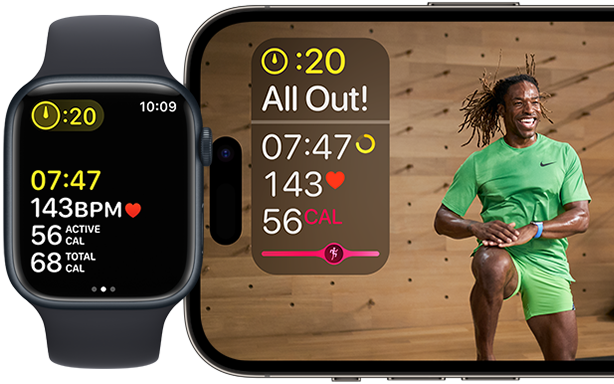 :20
10:09
07:47
143BPM
56 ACTIVE CAL
68 TOTAL CAL
:20
All Out!
07:47
143
56CAL